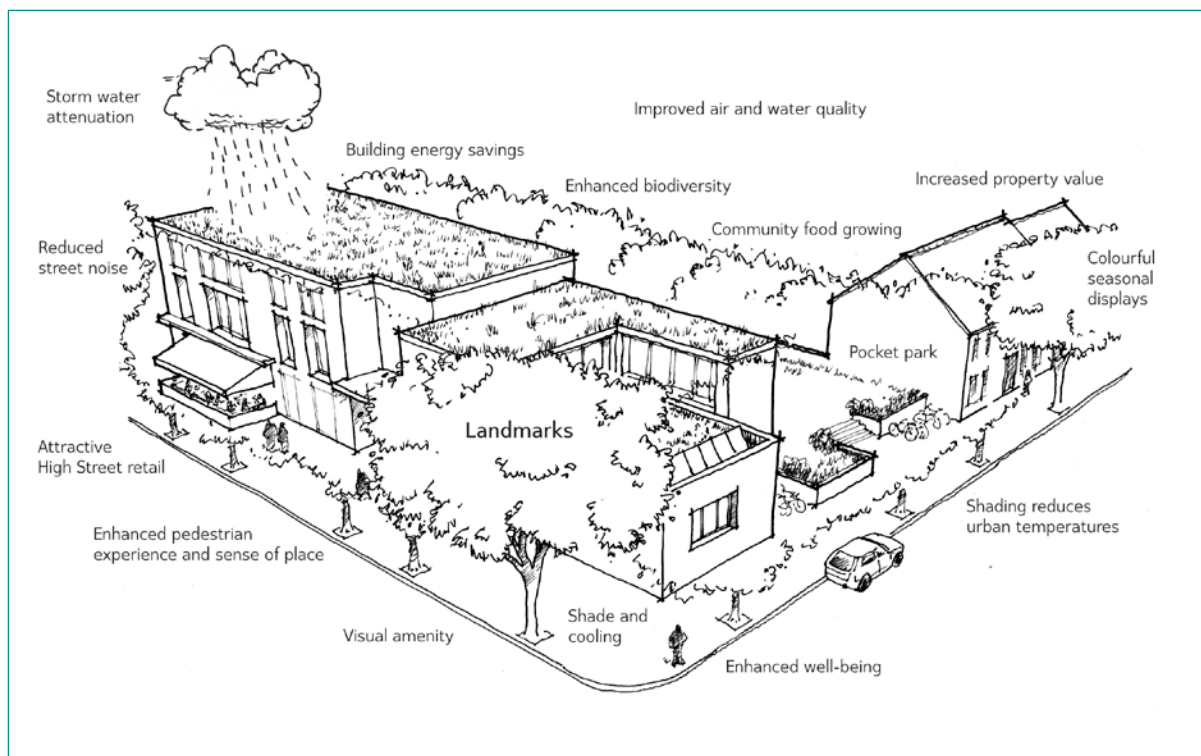 Storm water
attenuation
Improved air and water quality
Building energy savings
Enhanced biodiversity
Increased property value
Community food growing
Reduced
street noise
Colourful
seasonal
displays
Pocket park
Landmarks
Attractive
High Street retail
Enhanced pedestrian
experience and sense of place
Shading reduces
urban temperatures
Shade and
cooling
Visual amenity
Enhanced well-being